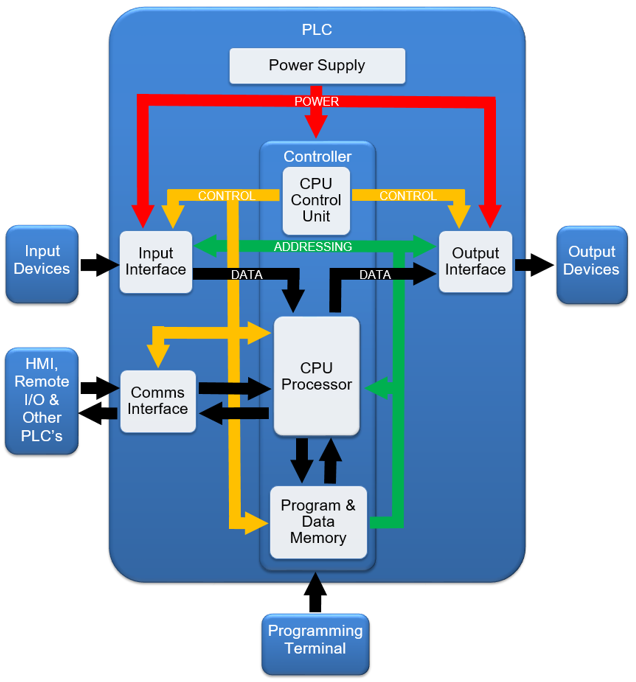 PLC
Power Supply
POWER
Controller
CPU
Control
Unit
CONTROL
CONTROL
Input
Devices
Input
Interface
ADDRESSING
Output
Interface
Output
Devices
DATA
DATA
CPU
Processor
HMI,
Remote
I/O &
Other
PLC's
Comms
Interface
Program &
Data
Memory
Programming
Terminal